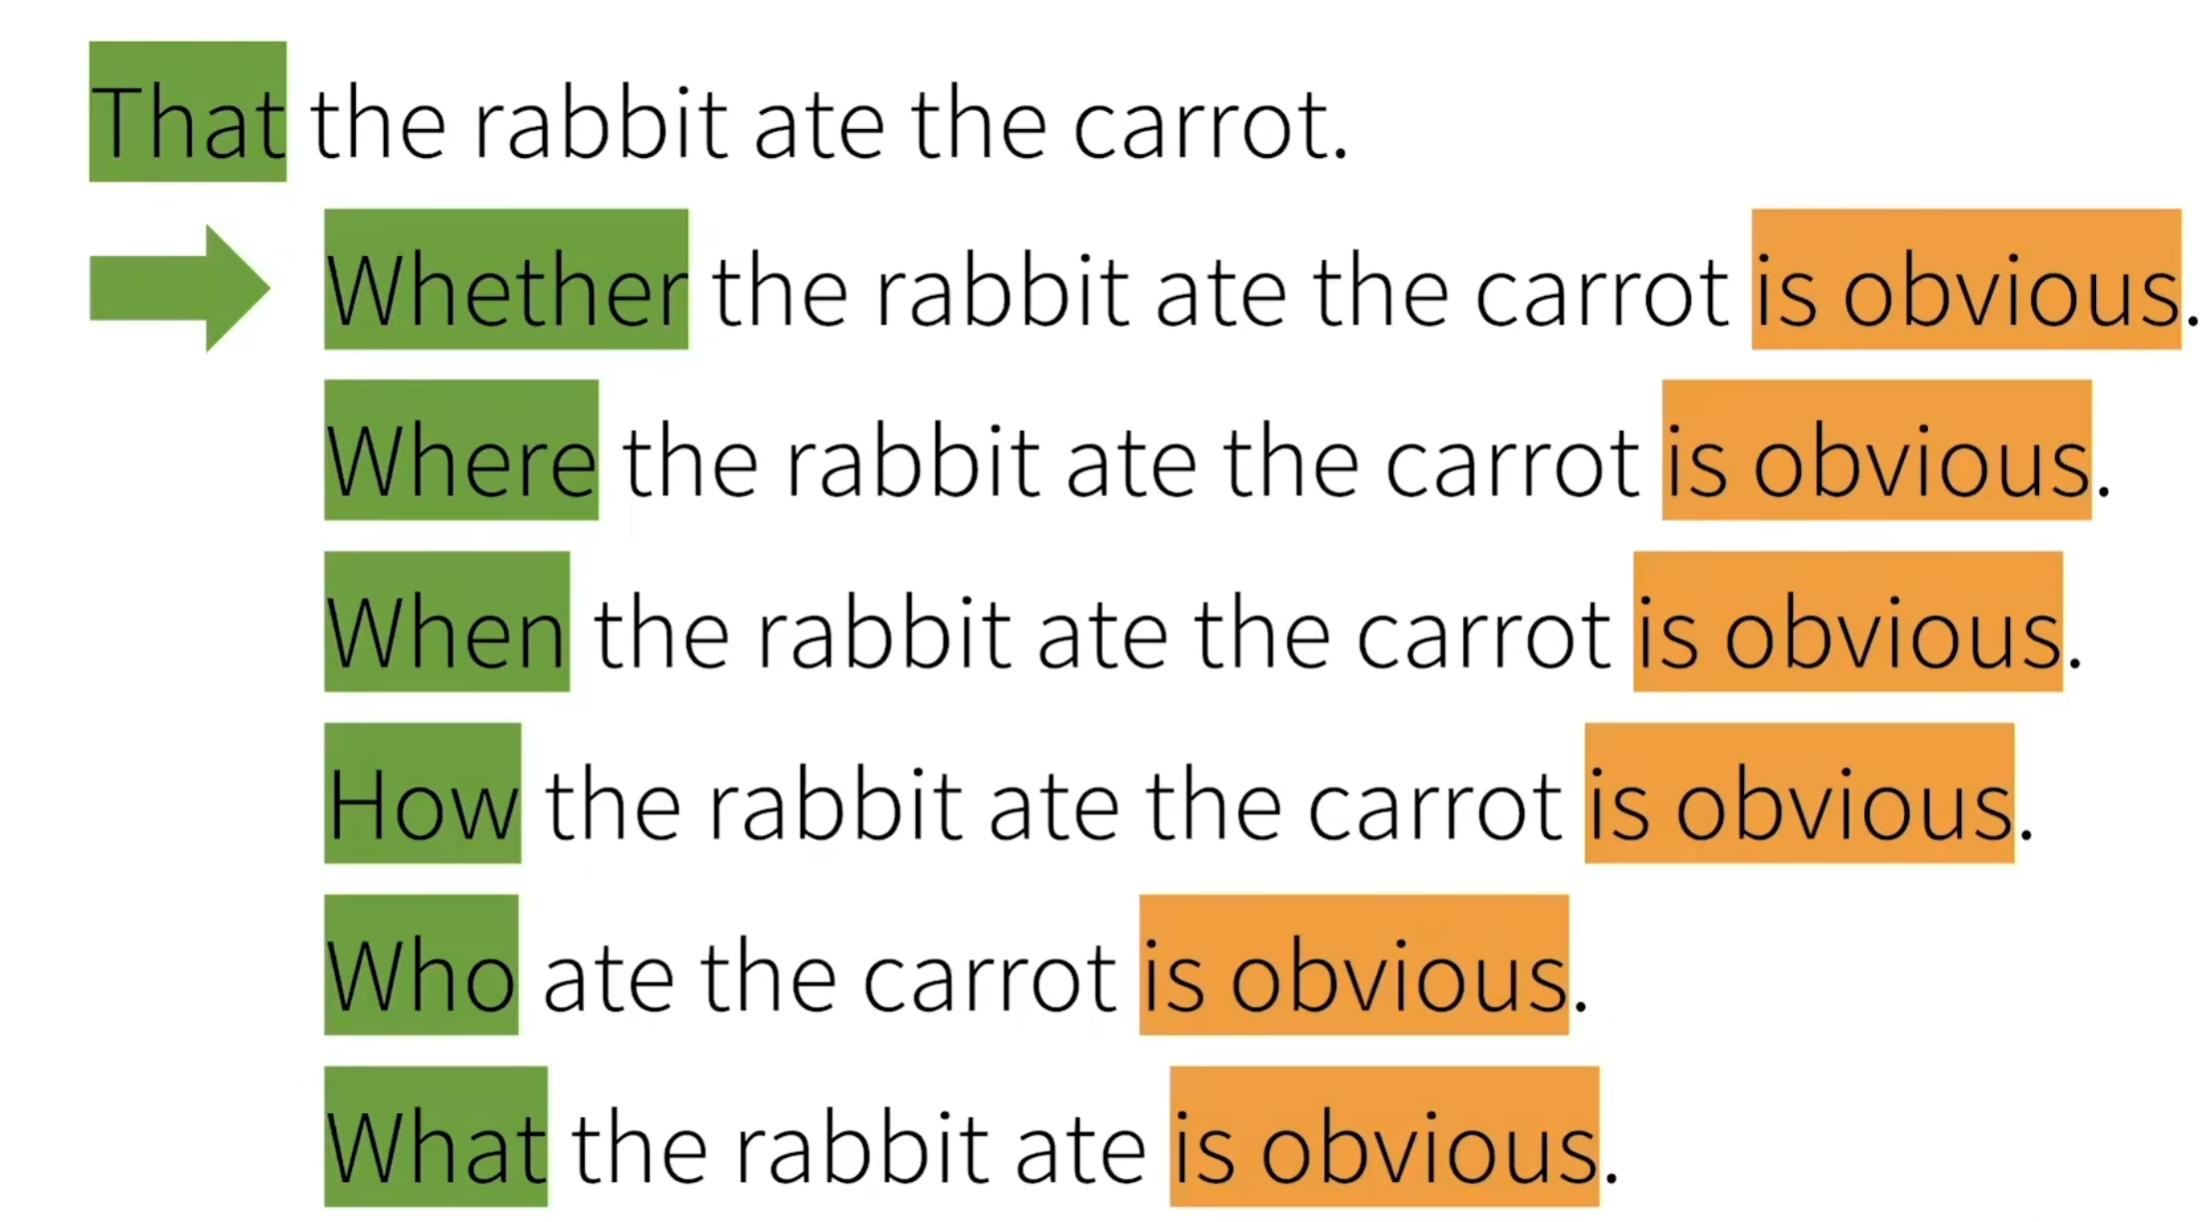 That the rabbit ate the carrot.
Whether the rabbit ate the carrot is obvious.
Where the rabbit ate the carrot is obvious.
When the rabbit ate the carrot is obvious.
How the rabbit ate the carrot is obvious.
Who ate the carrot is obvious.
What the rabbit ate is obvious.